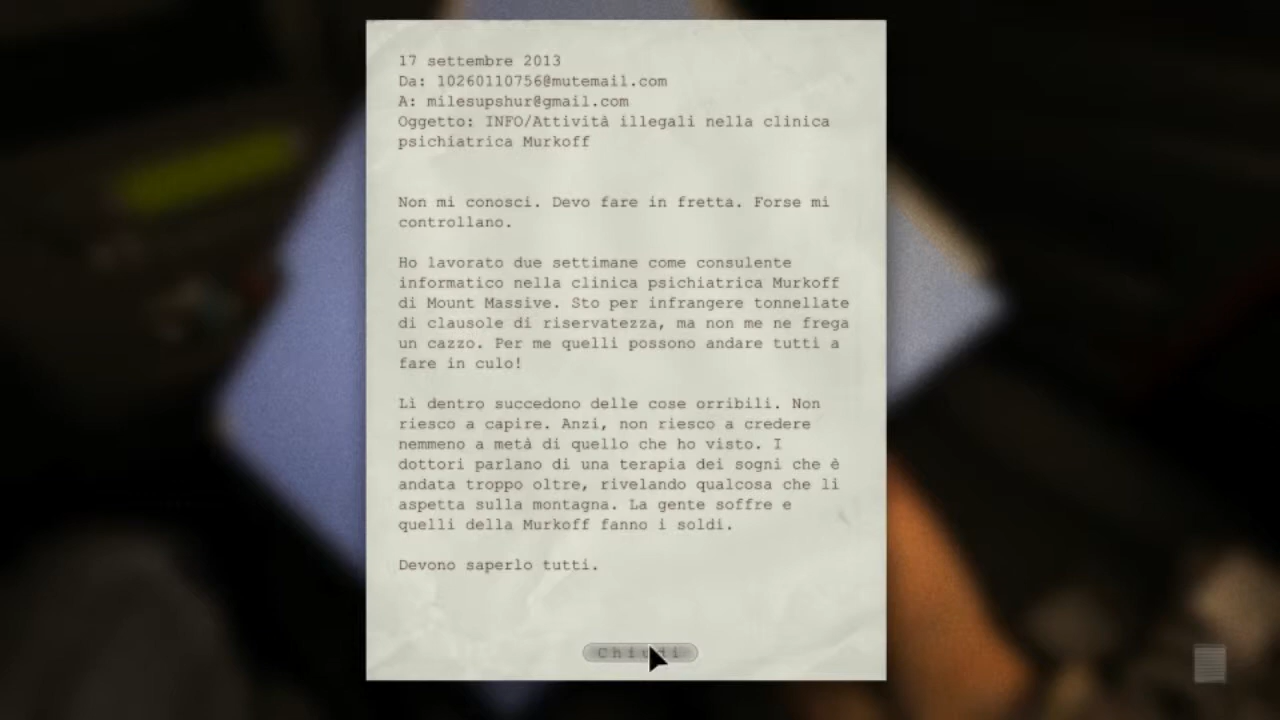 17 settembre 2013
Da: 10260110756@mutemail.com
A: milesupshur@gmail.com
Oggetto: INFO/Attività illegali nella clinica
psichiatrica Murkoff
Non mi conosci. Devo fare in fretta. Forse mi
controllano.
Ho lavorato due settimane come consulente
informatico nella clinica psichiatrica Murkoff
di Mount Massive. Sto per infrangere tonnellate
di clausole di riservatezza, ma non me ne frega
un cazzo. Per me quelli possono andare tutti a
fare in culo!
Lì dentro succedono delle cose orribili. Non
riesco a capire. Anzi, non riesco a credere
nemmeno a metà di quello che ho visto. I
dottori parlano di una terapia dei sogni che è
andata troppo oltre, rivelando qualcosa che li
aspetta sulla montagna. La gente soffre e
quelli della Murkoff fanno i soldi.
Devono saperlo tutti.
Chiudi